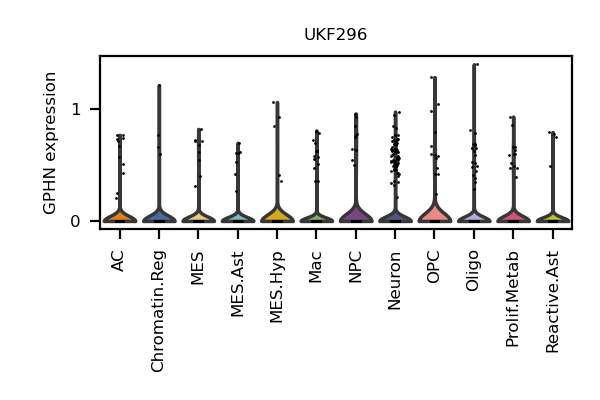 UKF296
GPHN expression
1
0
AC
Chromatin.Reg
MES
MES.Ast
MES.Hyp
Mac
NPC
Neuron
OPC
Oligo
Prolif.Metab
Reactive.Ast